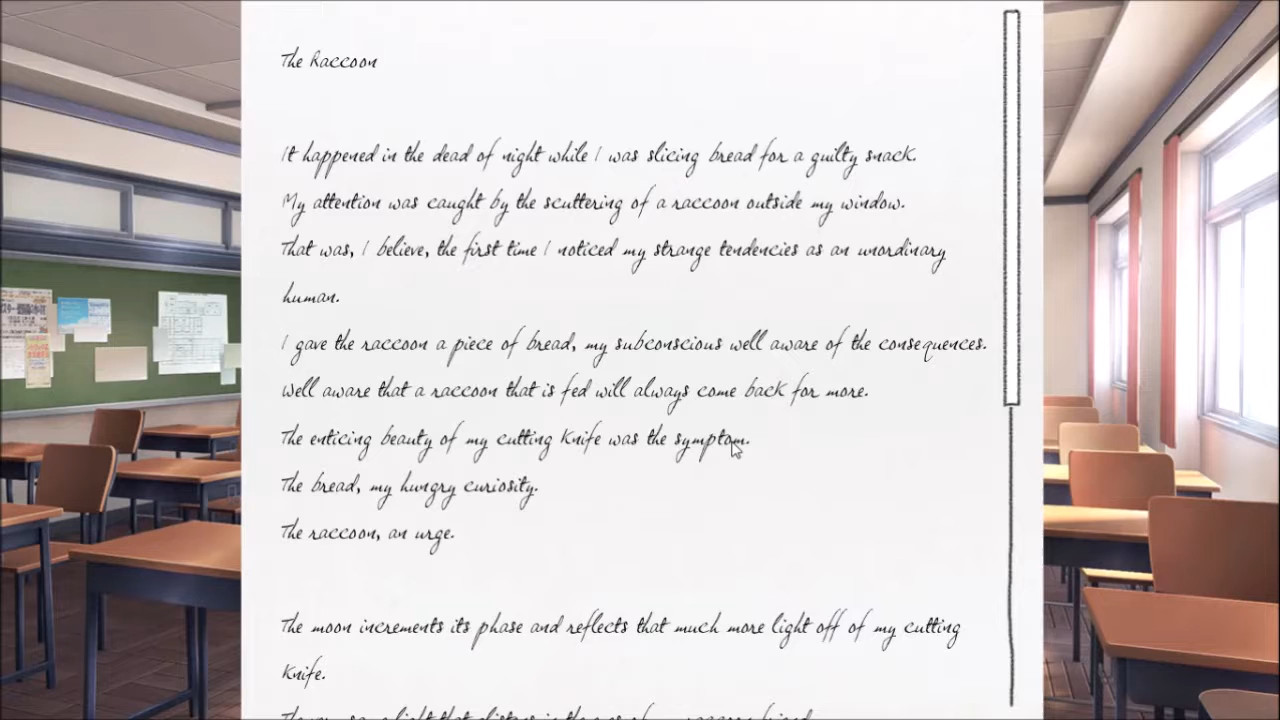 The Raccoon
It happened in the dead of night while I was slicing bread for a guilty snack.
My attention was caught by the scuttering of a raccoon outside my window.
That was, I believe, the first time I noticed my strange tendencies as an unordinary
human.
I gave the raccoon a piece of bread, my subconscious well aware of the consequences.
Well aware that a raccoon that is fed will always come back for more.
The enticing beauty of my cutting knife was the symptom.
The bread, my hungry curiosity.
The raccoon, an urge.
The moon increments its phase and reflects that much more light off of my cutting
knife.